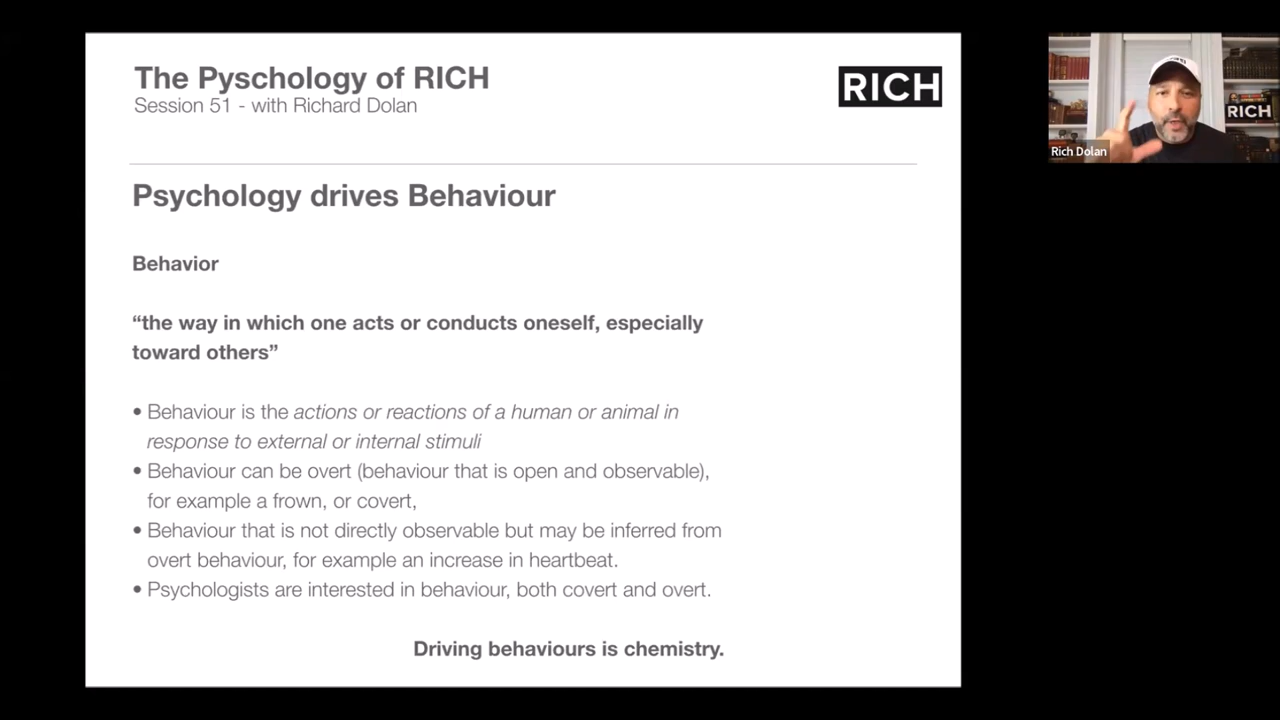 The Pyschology of RICH
Session 51 - with Richard Dolan
RICH
Psychology drives Behaviour
Behavior
“the way in which one acts or conducts oneself, especially
toward others”
• Behaviour is the actions or reactions of a human or animal in
response to external or internal stimuli
• Behaviour can be overt (behaviour that is open and observable),
for example a frown, or covert,
• Behaviour that is not directly observable but may be inferred from
overt behaviour, for example an increase in heartbeat.
• Psychologists are interested in behaviour, both covert and overt.
Driving behaviours is chemistry.
RICH
Rich Dolan